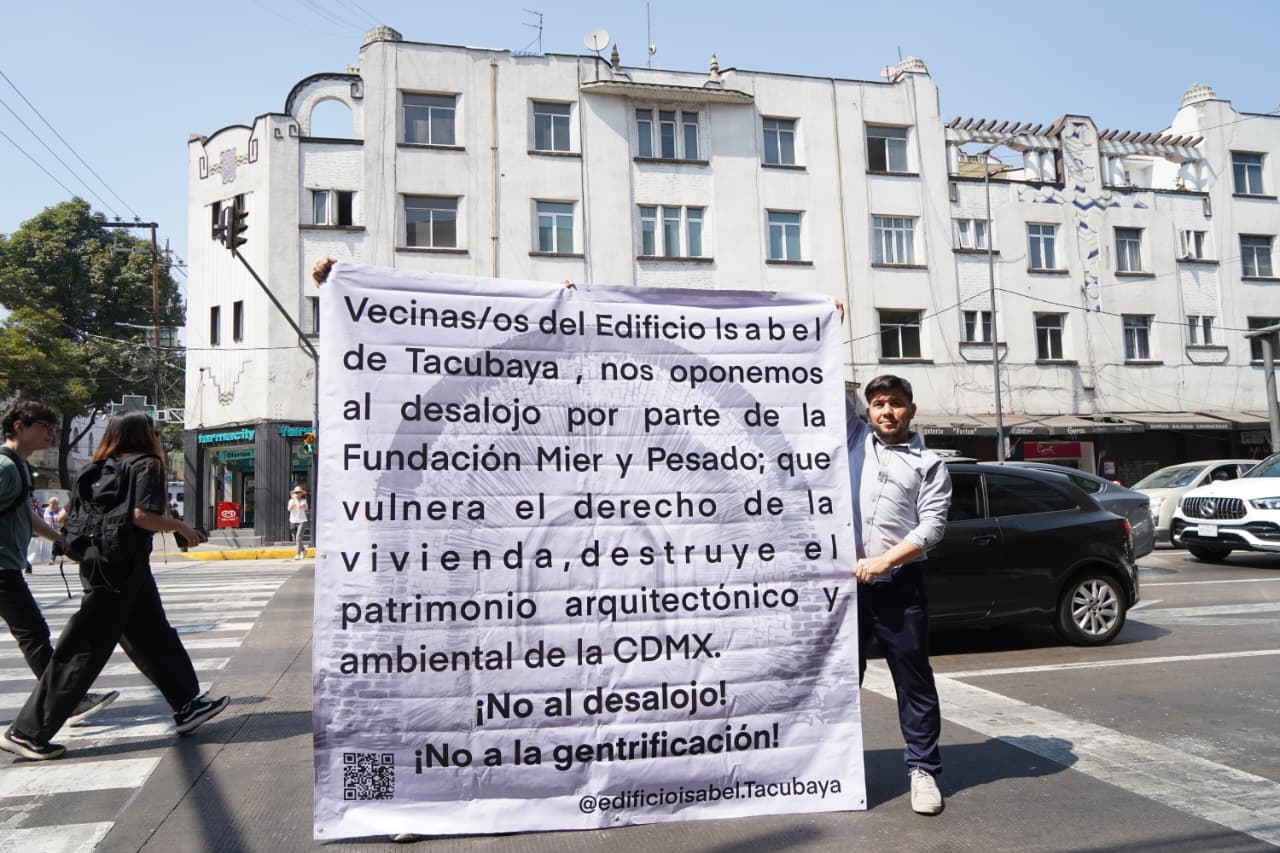 Vecinas/os del Edificio Isabel
de Tacubaya , nos oponemos
al desalojo por parte de la
Fundación Mier y Pesado; que
vulnera el derecho de la
vivienda,destruye el
patrimonio arquitectónico y
ambiental de la CDMX.
¡No al desalojo!
¡No a la gentrificación!
@edificioisabel.Tacubaya
farmacity
Ofertas